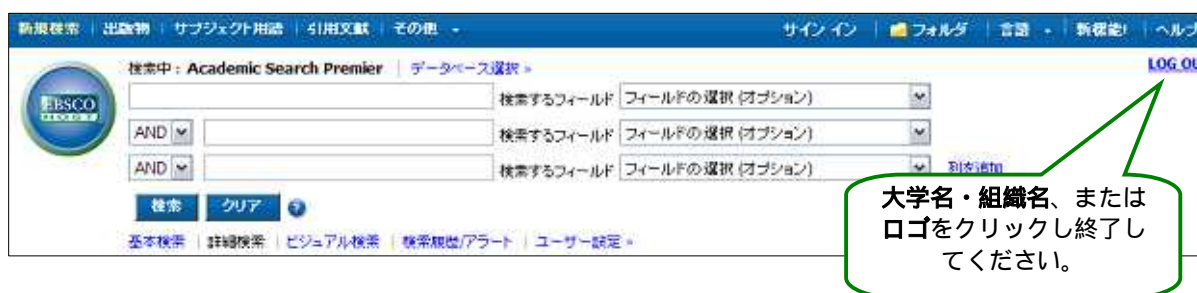 新規検索 出版物 サブジェクト用語 引用文献 その他 サインイン フォルダ 言語 新機能! ヘルプ
検索中 : Academic Search Premier データベース選択 »
LOG OU
EBSCO
HOST
検索するフィールド フィールドの選択 (オプション)
AND 検索するフィールド フィールドの選択 (オプション)
AND 検索するフィールド フィールドの選択 (オプション) 列を追加
検索 クリア ?
基本検索 詳細検索 ビジュアル検索 検索履歴/アラート ユーザー設定 »
大学名・組織名、または
ロゴをクリックし終了し
てください。